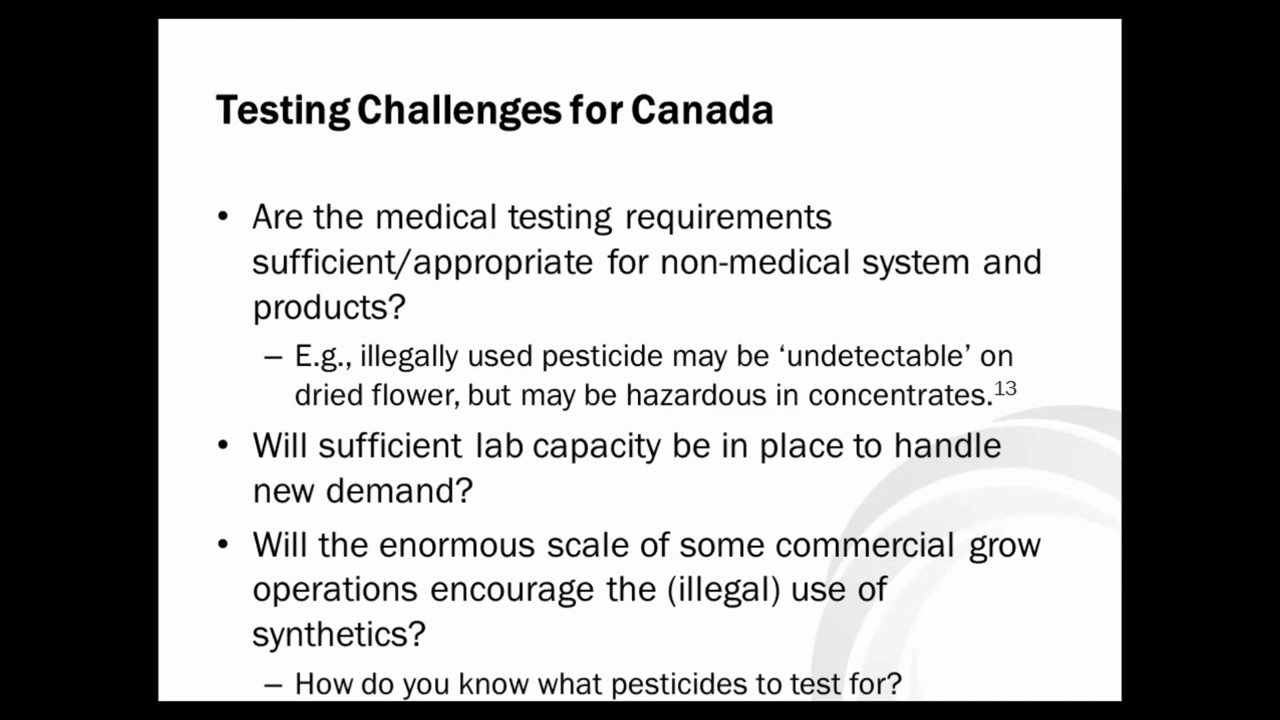 Testing Challenges for Canada
• Are the medical testing requirements
sufficient/appropriate for non-medical system and
products?
– E.g., illegally used pesticide may be ‘undetectable’ on
dried flower, but may be hazardous in concentrates.13
• Will sufficient lab capacity be in place to handle
new demand?
• Will the enormous scale of some commercial grow
operations encourage the (illegal) use of
synthetics?
– How do you know what pesticides to test for?